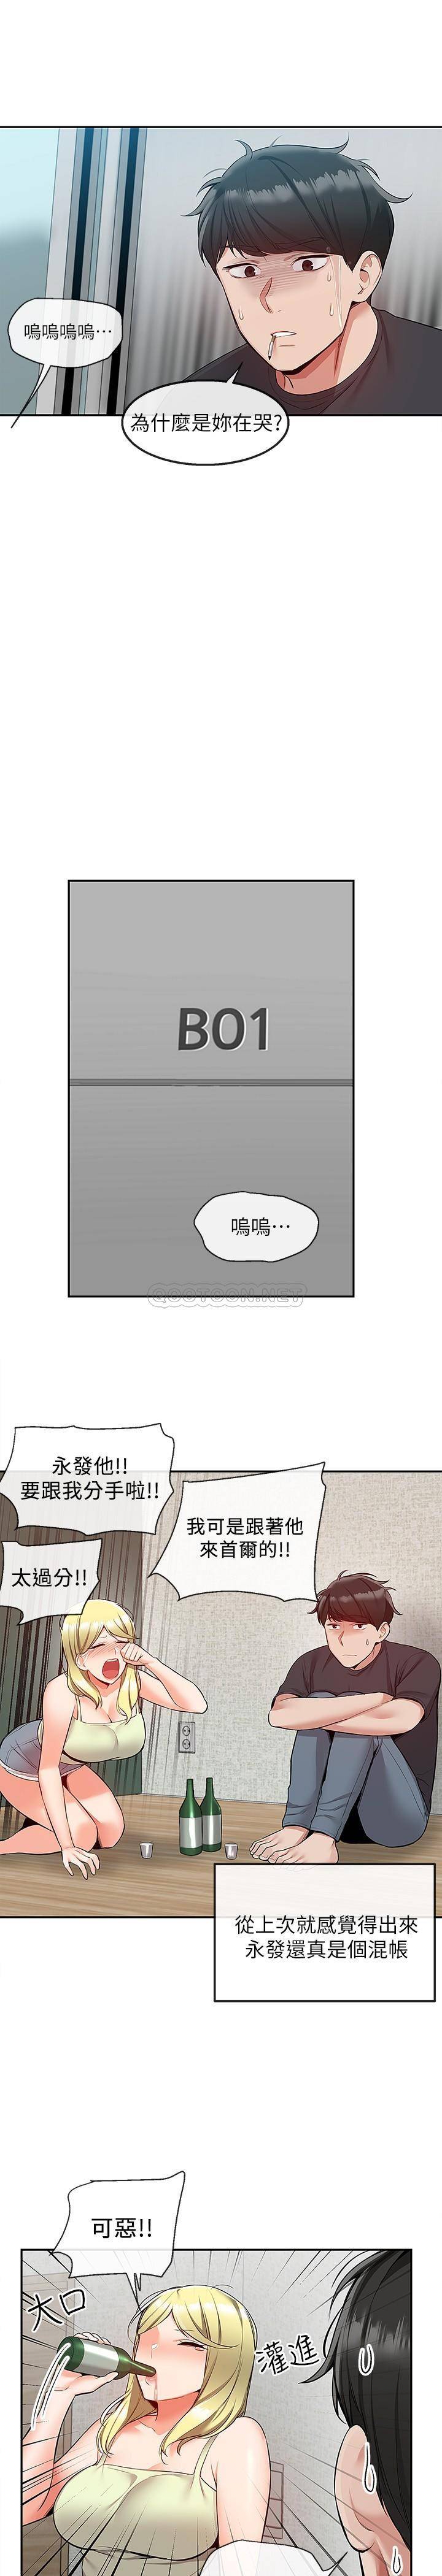 嗚嗚嗚嗚…
為什麼是妳在哭?
B01
嗚嗚…
QOOTOON.NET
永發他!!
要跟我分手啦!!
我可是跟著他
來首爾的!!
太過分!!
從上次就感覺得出來
永發還真是個混帳
可惡!!
大口
灌進